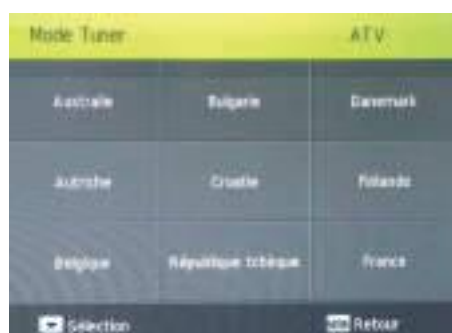 Mode Tuner ATV
Australie Bulgarie Danemark
Autriche Croatie Finlande
Belgique République tchèque France
Sélection Retour